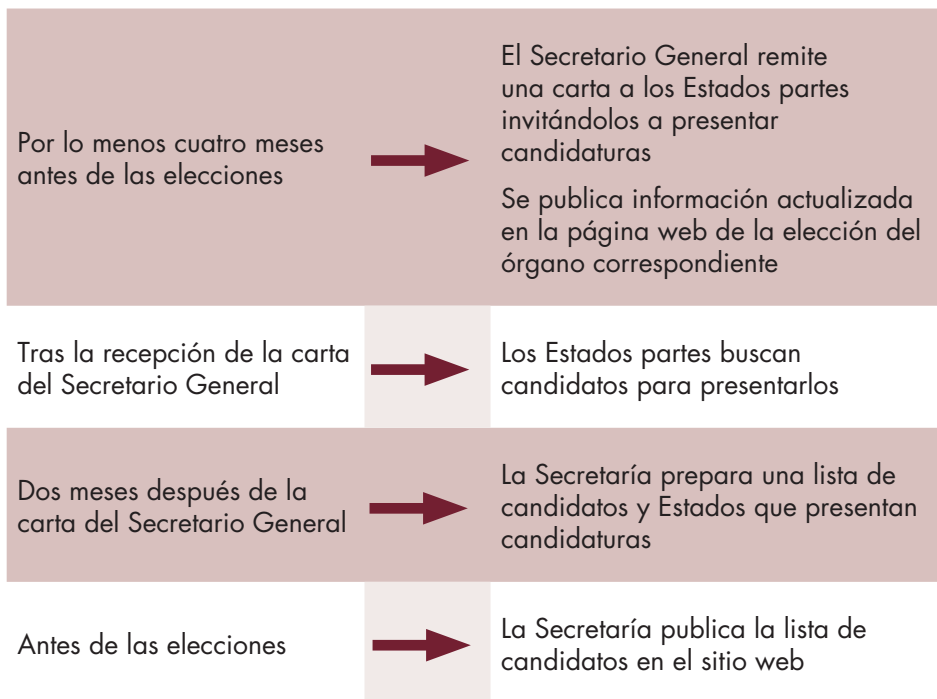 Por lo menos cuatro meses
antes de las elecciones
El Secretario General remite
una carta a los Estados partes
invitándolos a presentar
candidaturas
Se publica información actualizada
en la página web de la elección del
órgano correspondiente
Tras la recepción de la carta
del Secretario General
Los Estados partes buscan
candidatos para presentarlos
Dos meses después de la
carta del Secretario General
La Secretaría prepara una lista de
candidatos y Estados que presentan
candidaturas
Antes de las elecciones
La Secretaría publica la lista de
candidatos en el sitio web